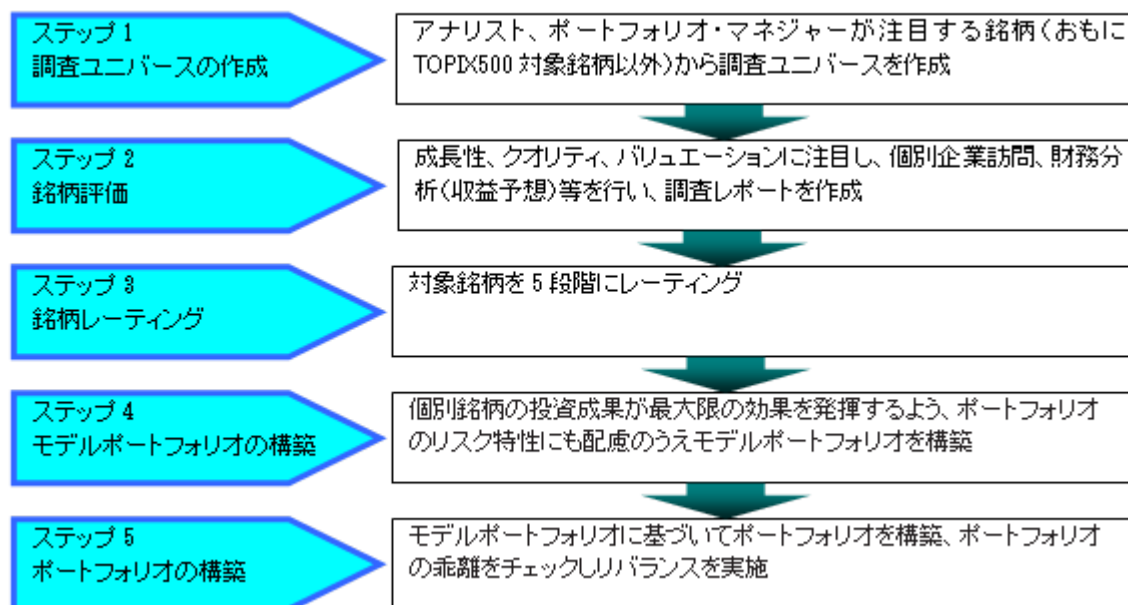 ステップ 1
調査ユニバースの作成
アナリスト、ポートフォリオ・マネジャーが注目する銘柄(おもに
TOPIX500 対象銘柄以外)から調査ユニバースを作成
ステップ 2
銘柄評価
成長性、クオリティ、バリュエーションに注目し、個別企業訪問、財務分
析(収益予想)等を行い、調査レポートを作成
ステップ 3
銘柄レーティング
対象銘柄を 5 段階にレーティング
ステップ 4
モデルポートフォリオの構築
個別銘柄の投資成果が最大限の効果を発揮するよう、ポートフォリオ
のリスク特性にも配慮のうえモデルポートフォリオを構築
ステップ 5
ポートフォリオの構築
モデルポートフォリオに基づいてポートフォリオを構築、ポートフォリオ
の乖離をチェックしリバランスを実施